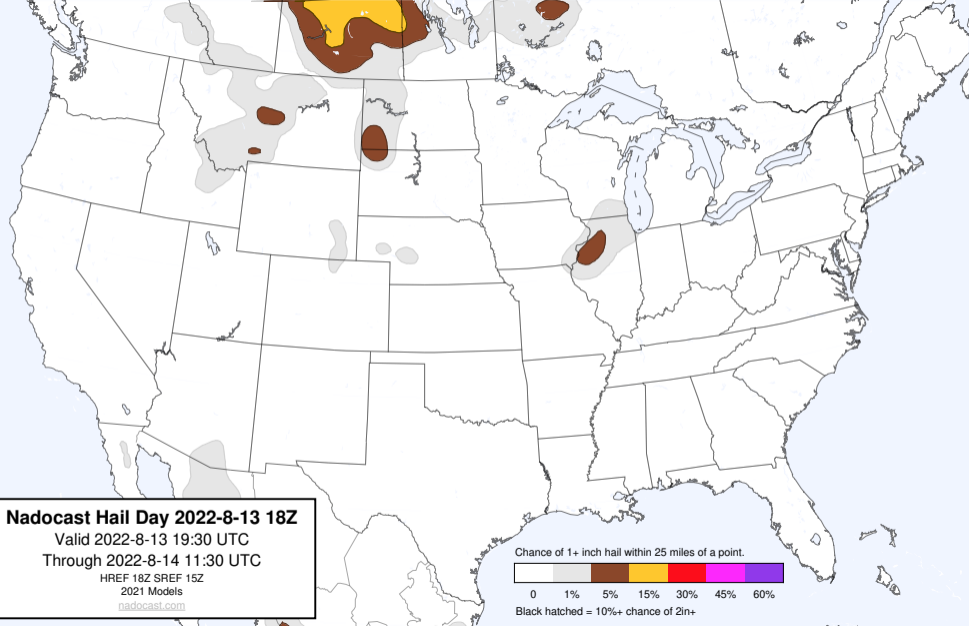 Nadocast Hail Day 2022-8-13 18Z
Valid 2022-8-13 19:30 UTC
Through 2022-8-14 11:30 UTC
HREF 18Z SREF 15Z
2021 Models
nadocast.com
Chance of 1+ inch hail within 25 miles of a point.
0 1% 5% 15% 30% 45% 60%
Black hatched = 10%+ chance of 2in+